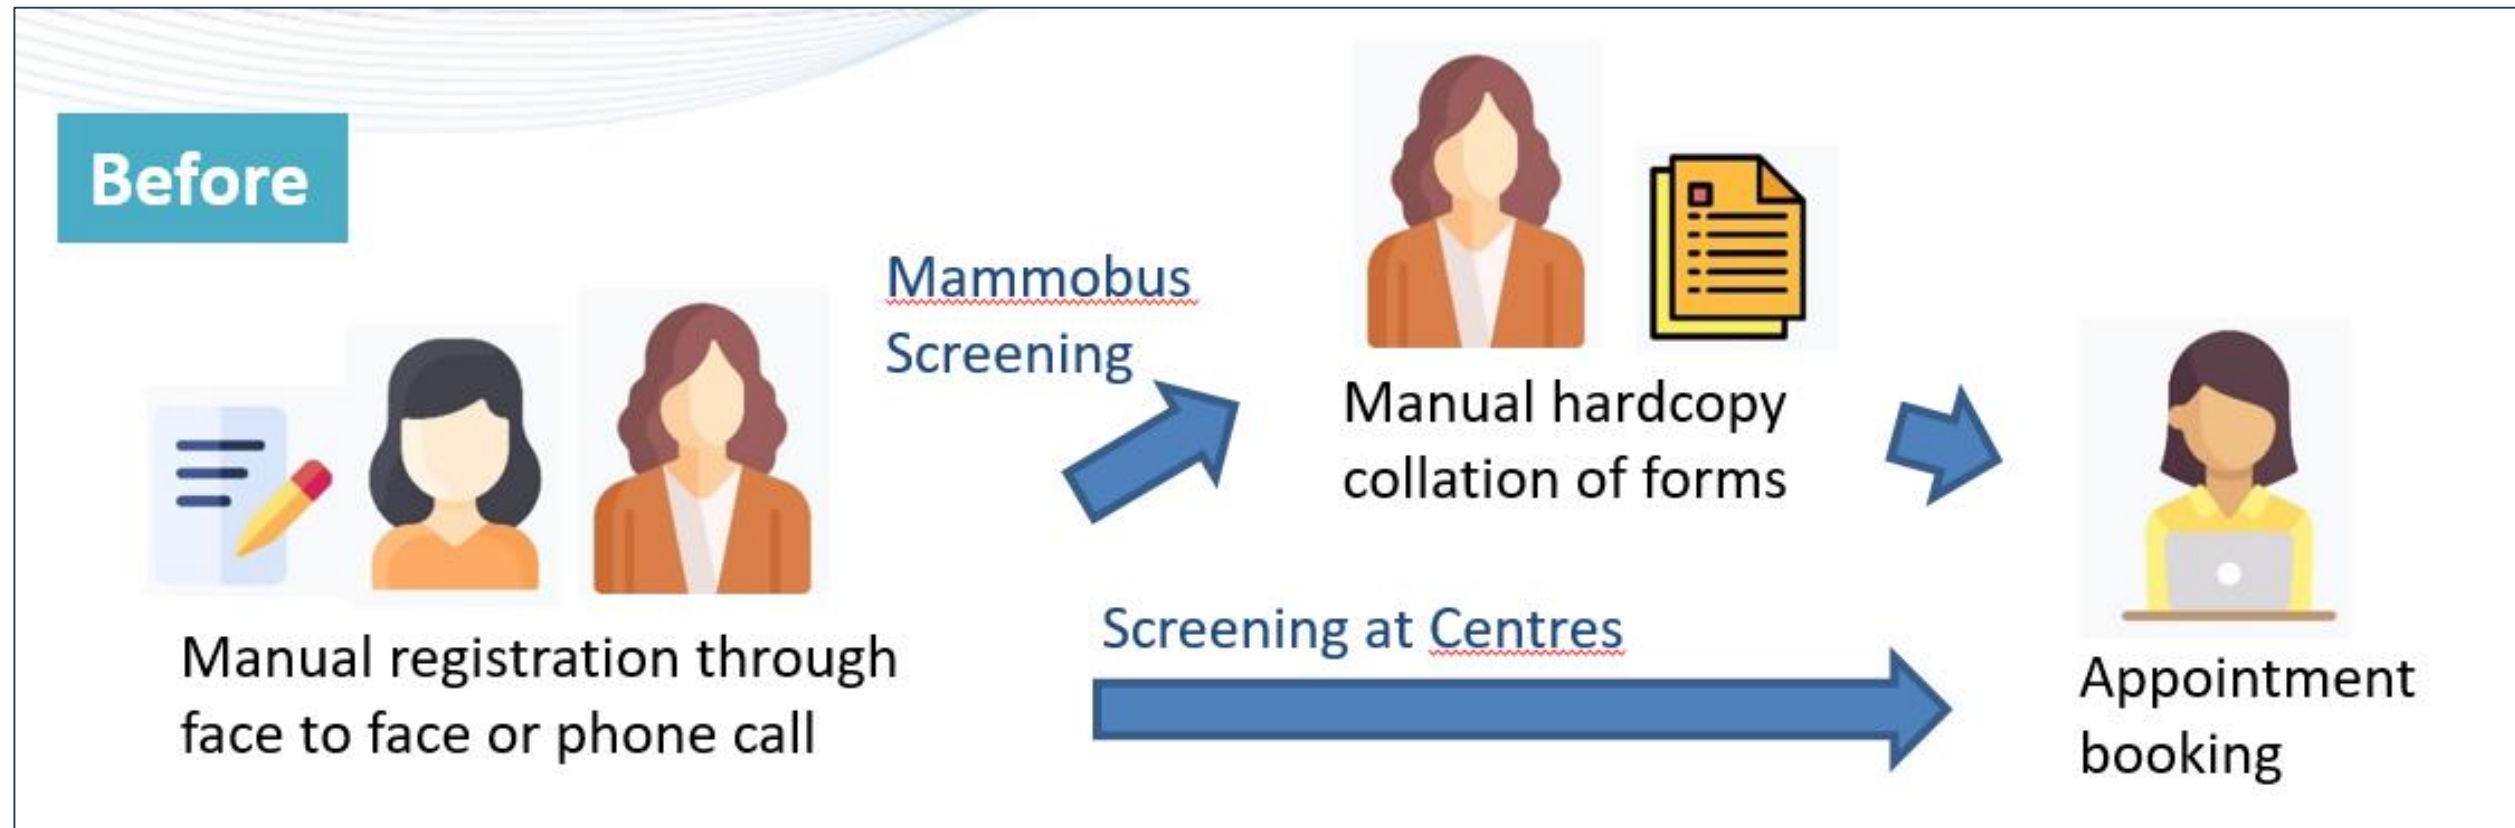 Before
Mammobus
Screening
Manual hardcopy
collation of forms
Manual registration through
face to face or phone call
Screening at Centres
Appointment
booking